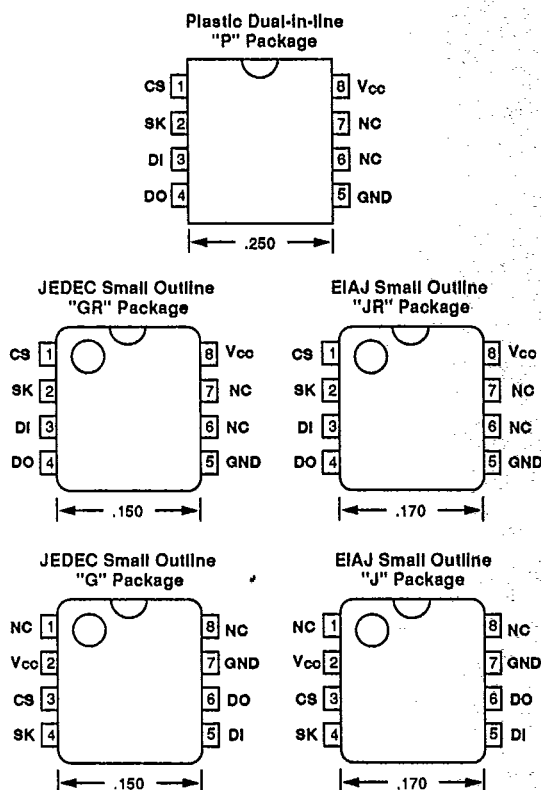 Plastic Dual-in-line
"P" Package
CS 1 8 Vcc
SK 2 7 NC
DI 3 6 NC
DO 4 5 GND
.250
JEDEC Small Outline
"GR" Package
CS 1 8 Vcc
SK 2 7 NC
DI 3 6 NC
DO 4 5 GND
.150
EIAJ Small Outline
"JR" Package
CS 1 8 Vcc
SK 2 7 NC
DI 3 6 NC
DO 4 5 GND
.170
JEDEC Small Outline
"G" Package
NC 1 8 NC
Vcc 2 7 GND
CS 3 6 DO
SK 4 5 DI
.150
EIAJ Small Outline
"J" Package
NC 1 8 NC
Vcc 2 7 GND
CS 3 6 DO
SK 4 5 DI
.170